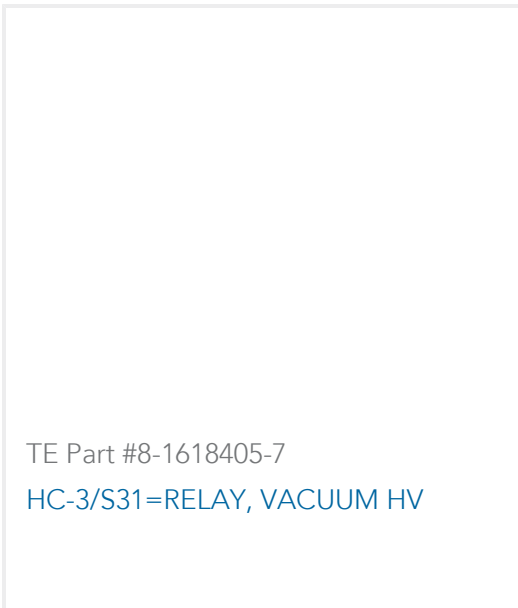 TE Part #8-1618405-7
HC-3/S31=RELAY, VACUUM HV